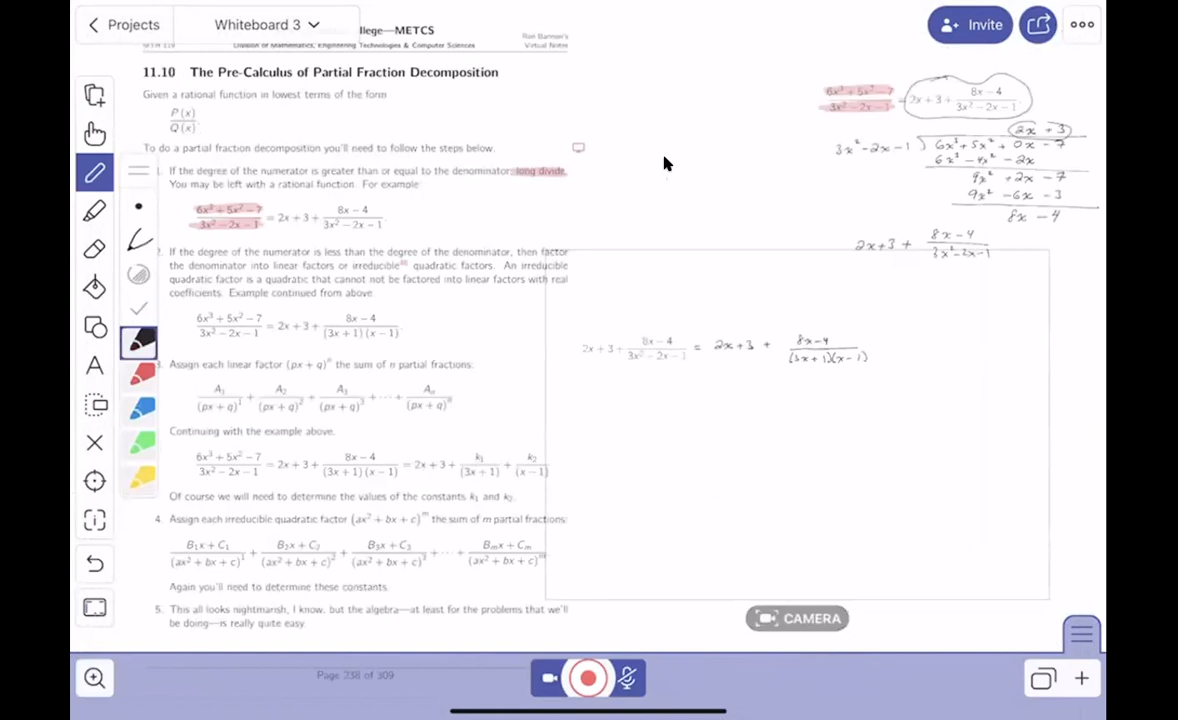 Projects
Whiteboard 3
llege—METCS
Invite
Division of Mathematics, Engineering Technologies & Computer Sciences
Ron Bannon's
Virtual Notes
11.10 The Pre-Calculus of Partial Fraction Decomposition
Given a rational function in lowest terms of the form
P(x)
Q(x)
To do a partial fraction decomposition you'll need to follow the steps below.
1. If the degree of the numerator is greater than or equal to the denominator, long divide.
You may be left with a rational function. For example:
(6x³ + 5x² − 7)/(3x² − 2x − 1) = 2x + 3 + (8x − 4)/(3x² − 2x − 1)
2. If the degree of the numerator is less than the degree of the denominator, then factor
the denominator into linear factors or irreducible quadratic factors. An irreducible
quadratic factor is a quadratic that cannot not be factored into linear factors with real
coefficients. Example continued from above.
(6x³ + 5x² − 7)/(3x² − 2x − 1) = 2x + 3 + (8x − 4)/((3x + 1)(x − 1))
3. Assign each linear factor (px + q)ⁿ the sum of n partial fractions:
A₁/(px + q)¹ + A₂/(px + q)² + A₃/(px + q)³ + ··· + Aₙ/(px + q)ⁿ
Continuing with the example above.
(6x³ + 5x² − 7)/(3x² − 2x − 1) = 2x + 3 + (8x − 4)/((3x + 1)(x − 1)) = 2x + 3 + k₁/(3x + 1) + k₂/(x − 1)
Of course we will need to determine the values of the constants k₁ and k₂.
4. Assign each irreducible quadratic factor (ax² + bx + c)ᵐ the sum of m partial fractions:
(B₁x + C₁)/(ax² + bx + c)¹ + (B₂x + C₂)/(ax² + bx + c)² + (B₃x + C₃)/(ax² + bx + c)³ + ··· + (Bₘx + Cₘ)/(ax² + bx + c)ᵐ
Again you'll need to determine these constants.
5. This all looks nightmarish, I know, but the algebra—at least for the problems that we'll
be doing—is really quite easy.
Page 238 of 309
(6x³ + 5x² − 7)/(3x² − 2x − 1) = 2x + 3 + (8x − 4)/(3x² − 2x − 1)
2x + 3
3x² − 2x − 1 ) 6x³ + 5x² + 0x − 7
6x³ − 4x² − 2x
9x² + 2x − 7
9x² − 6x − 3
8x − 4
2x + 3 + (8x − 4)/(3x² − 2x − 1)
2x + 3 + (8x − 4)/(3x² − 2x − 1) = 2x + 3 + (8x − 4)/((3x + 1)(x − 1))
CAMERA
A